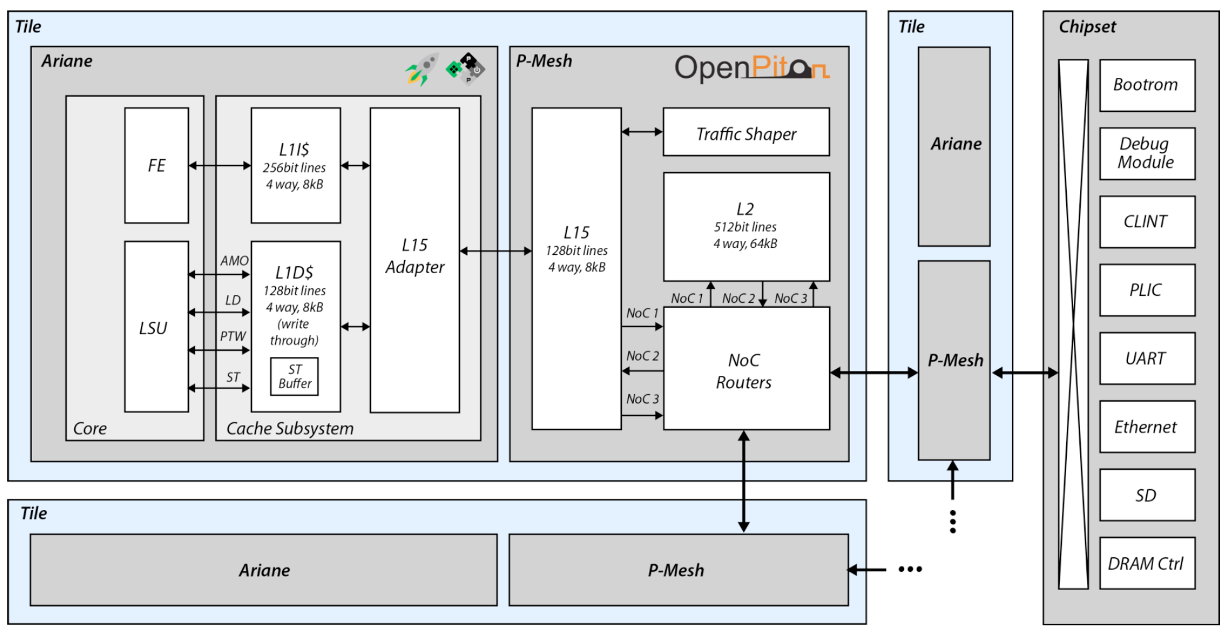 Tile
Ariane
P-Mesh
OpenPiton
Core
FE
LSU
AMO
LD
PTW
ST
Cache Subsystem
L1I$
256bit lines
4 way, 8kB
L1D$
128bit lines
4 way, 8kB
(write
through)
ST
Buffer
L15
Adapter
L15
128bit lines
4 way, 8kB
Traffic Shaper
L2
512bit lines
4 way, 64kB
NoC 1
NoC 2
NoC 3
NoC 1
NoC 2
NoC 3
NoC
Routers
Tile
Ariane
P-Mesh
...
Tile
Ariane
P-Mesh
...
Chipset
Bootrom
Debug
Module
CLINT
PLIC
UART
Ethernet
SD
DRAM Ctrl